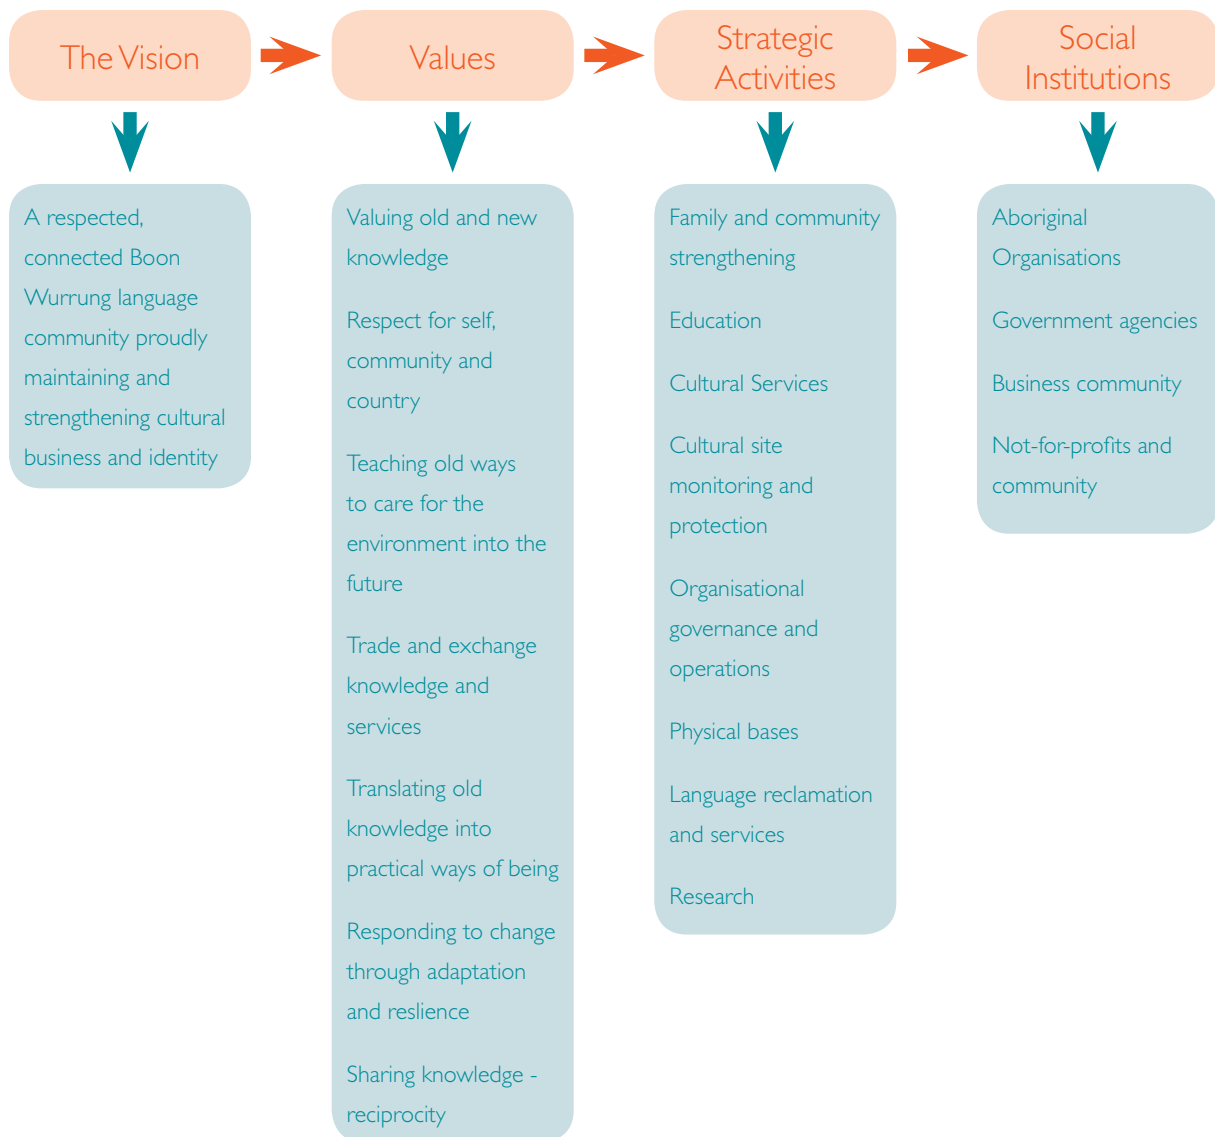 The Vision
Values
Strategic
Activities
Social
Institutions
A respected,
connected Boon
Wurrung language
community proudly
maintaining and
strengthening cultural
business and identity
Valuing old and new
knowledge
Respect for self,
community and
country
Teaching old ways
to care for the
environment into the
future
Trade and exchange
knowledge and
services
Translating old
knowledge into
practical ways of being
Responding to change
through adaptation
and reslience
Sharing knowledge -
reciprocity
Family and community
strengthening
Education
Cultural Services
Cultural site
monitoring and
protection
Organisational
governance and
operations
Physical bases
Language reclamation
and services
Research
Aboriginal
Organisations
Government agencies
Business community
Not-for-profits and
community